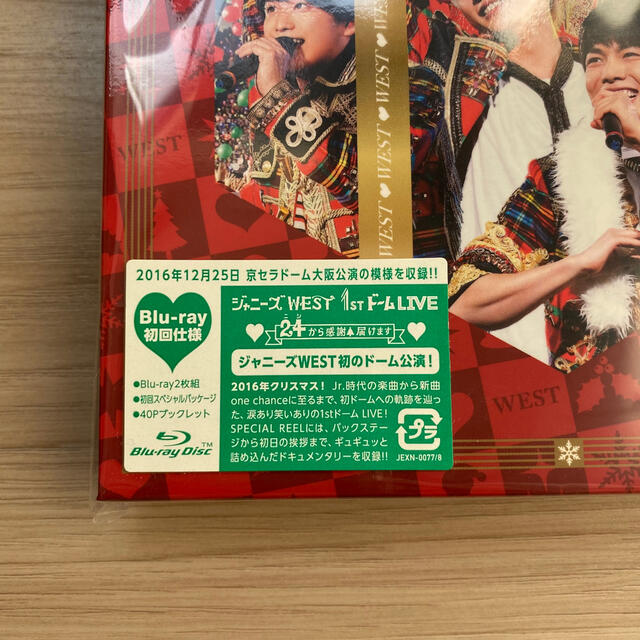 WEST
WEST♥WEST♥WEST♥
WEST
2016年12月25日 京セラドーム大阪公演の模様を収録!!
Blu-ray
初回仕様
●Blu-ray2枚組
●初回スペシャルパッケージ
●40Pブックレット
Blu-ray Disc™
ジャニーズWEST 1STドームLIVE
♥24から感謝▲届けます♥
ニシ
ジャニーズWEST初のドーム公演！
2016年クリスマス！ Jr.時代の楽曲から新曲
one chanceに至るまで、初ドームへの軌跡を辿っ
た、涙あり笑いありの1stドーム LIVE！
SPECIAL REELには、バックステー
ジから初日の挨拶まで、ギュギュッと
詰め込んだドキュメンタリーを収録!!
プラ
JEXN-0077/8